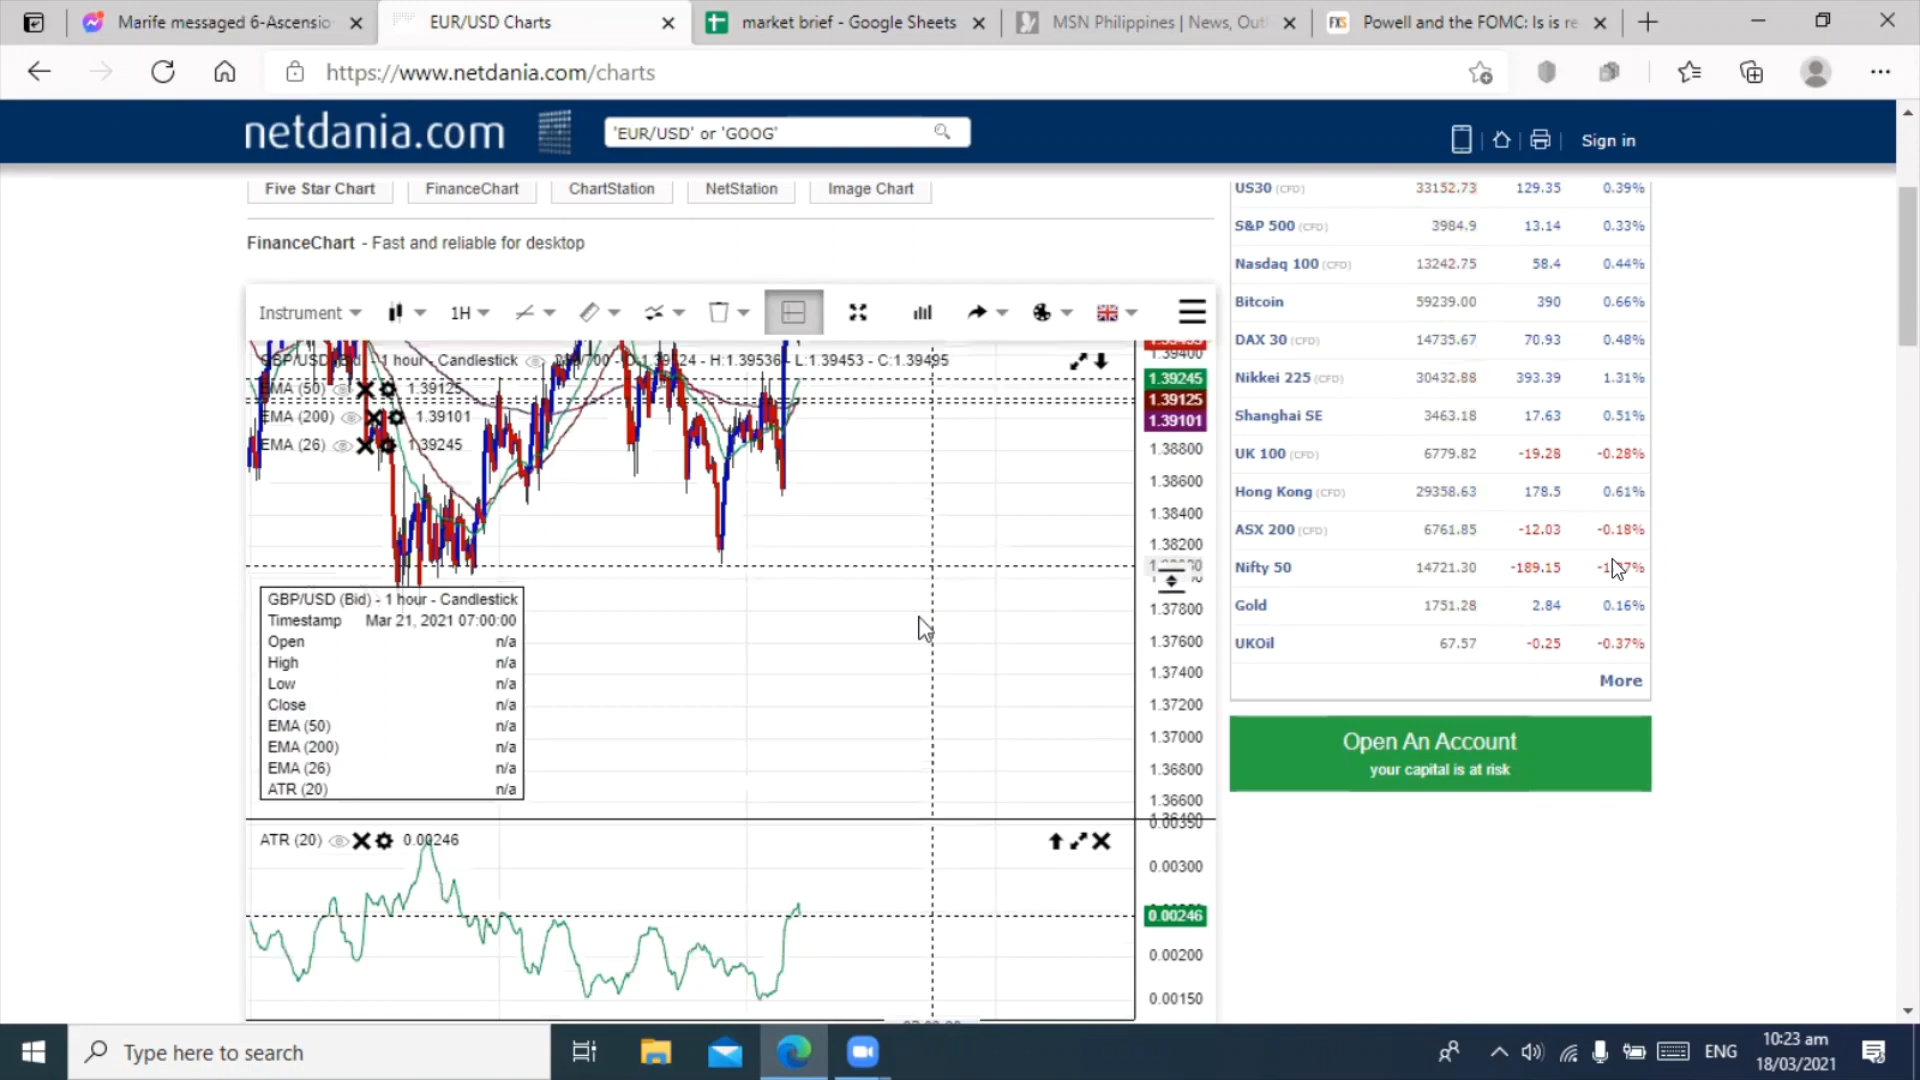 Marife messaged 6-Ascensio
EUR/USD Charts
market brief - Google Sheets
MSN Philippines | News, Out
FXS Powell and the FOMC: Is is re
https://www.netdania.com/charts
netdania.com
'EUR/USD' or 'GOOG'
Sign in
Five Star Chart
FinanceChart
ChartStation
NetStation
Image Chart
FinanceChart - Fast and reliable for desktop
Instrument
1H
GBP/USD (Bid) - 1 hour - Candlestick O:1.39524 - H:1.39536 - L:1.39453 - C:1.39495
EMA (50) 1.39125
EMA (200) 1.39101
EMA (26) 1.39245
1.39400
1.39245
1.39125
1.39101
1.38800
1.38600
1.38400
1.38200
1.37800
1.37600
1.37400
1.37200
1.37000
1.36800
1.36600
1.36400
GBP/USD (Bid) - 1 hour - Candlestick
Timestamp Mar 21, 2021 07:00:00
Open n/a
High n/a
Low n/a
Close n/a
EMA (50) n/a
EMA (200) n/a
EMA (26) n/a
ATR (20) n/a
ATR (20) 0.00246
0.00350
0.00300
0.00246
0.00200
0.00150
US30 (CFD) 33152.73 129.35 0.39%
S&P 500 (CFD) 3984.9 13.14 0.33%
Nasdaq 100 (CFD) 13242.75 58.4 0.44%
Bitcoin 59239.00 390 0.66%
DAX 30 (CFD) 14735.67 70.93 0.48%
Nikkei 225 (CFD) 30432.88 393.39 1.31%
Shanghai SE 3463.18 17.63 0.51%
UK 100 (CFD) 6779.82 -19.28 -0.28%
Hong Kong (CFD) 29358.63 178.5 0.61%
ASX 200 (CFD) 6761.85 -12.03 -0.18%
Nifty 50 14721.30 -189.15
Gold 1751.28 2.84 0.16%
UKOil 67.57 -0.25 -0.37%
More
Open An Account
your capital is at risk
Type here to search
ENG
10:23 am
18/03/2021